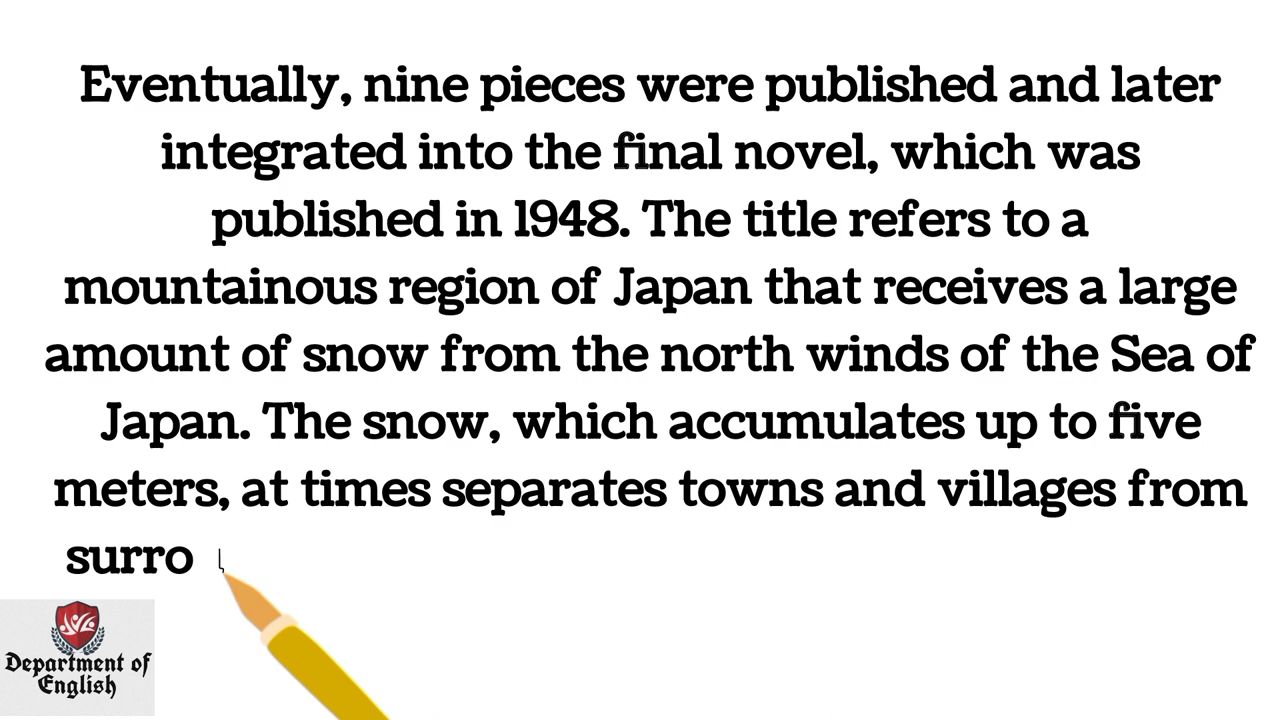 Eventually, nine pieces were published and later
integrated into the final novel, which was
published in 1948. The title refers to a
mountainous region of Japan that receives a large
amount of snow from the north winds of the Sea of
Japan. The snow, which accumulates up to five
meters, at times separates towns and villages from
surro
Department of
English